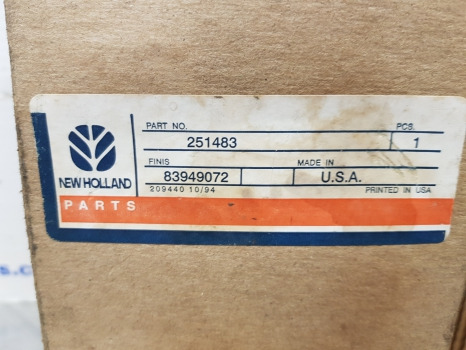 PART NO. PCS.
251483 1
FINIS MADE IN
83949072 U.S.A.
NEW HOLLAND
209440 10/94 PRINTED IN USA
PARTS